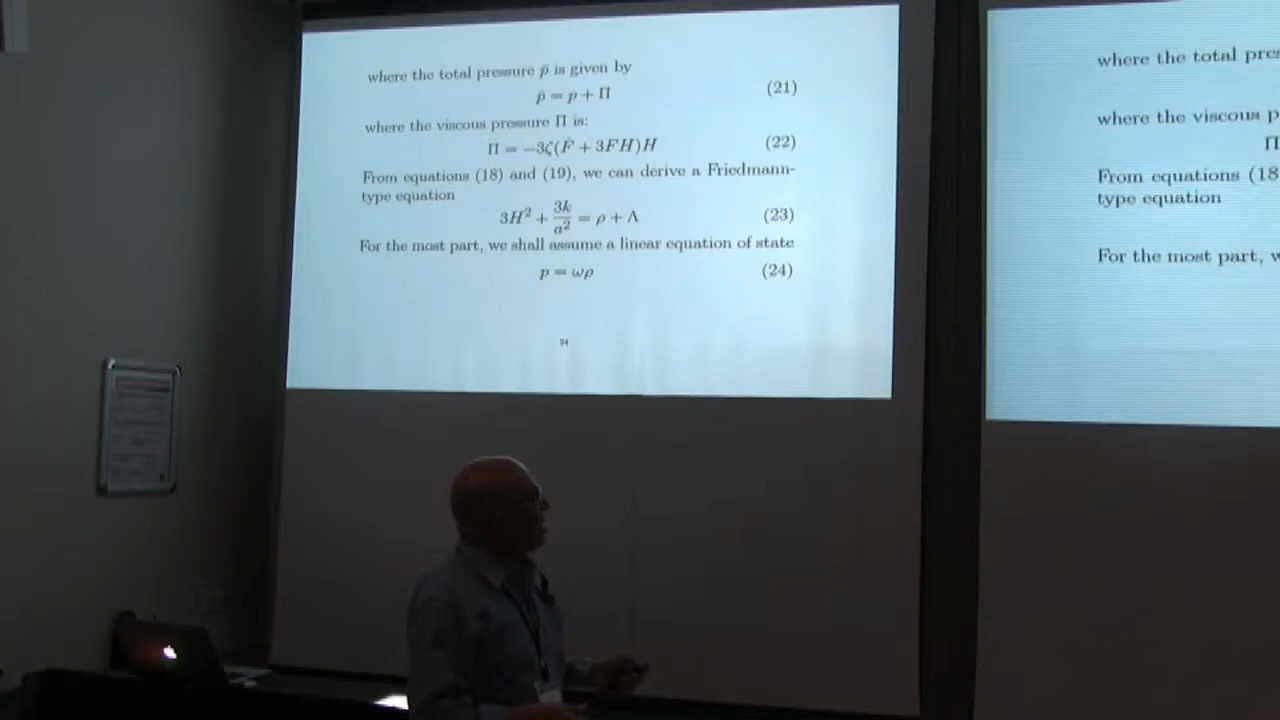 where the total pressure p̄ is given by
p̄ = p + Π (21)
where the viscous pressure Π is:
Π = −3ζ(Ḟ + 3FH)H (22)
From equations (18) and (19), we can derive a Friedmann-
type equation
3H² + 3k/a² = ρ + Λ (23)
For the most part, we shall assume a linear equation of state
p = ωρ (24)
where the total pre
where the viscous p
Π
From equations (18
type equation
For the most part, w